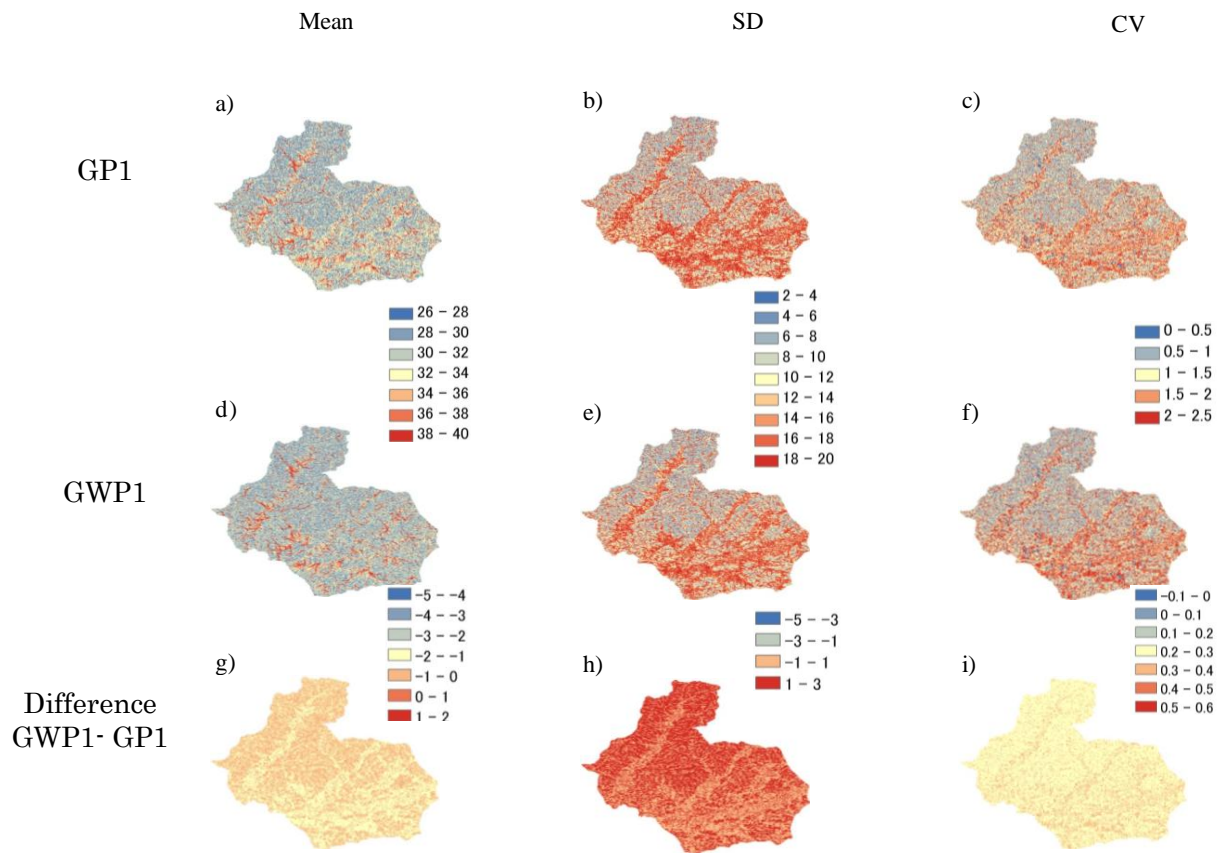 Mean
SD
CV
a)
b)
c)
GP1
26 - 28
28 - 30
30 - 32
32 - 34
34 - 36
36 - 38
38 - 40
2 - 4
4 - 6
6 - 8
8 - 10
10 - 12
12 - 14
14 - 16
16 - 18
18 - 20
0 - 0.5
0.5 - 1
1 - 1.5
1.5 - 2
2 - 2.5
d)
e)
f)
GWP1
-5 - -4
-4 - -3
-3 - -2
-2 - -1
-1 - 0
0 - 1
1 - 2
-5 - -3
-3 - -1
-1 - 1
1 - 3
-0.1 - 0
0 - 0.1
0.1 - 0.2
0.2 - 0.3
0.3 - 0.4
0.4 - 0.5
0.5 - 0.6
g)
h)
i)
Difference
GWP1- GP1